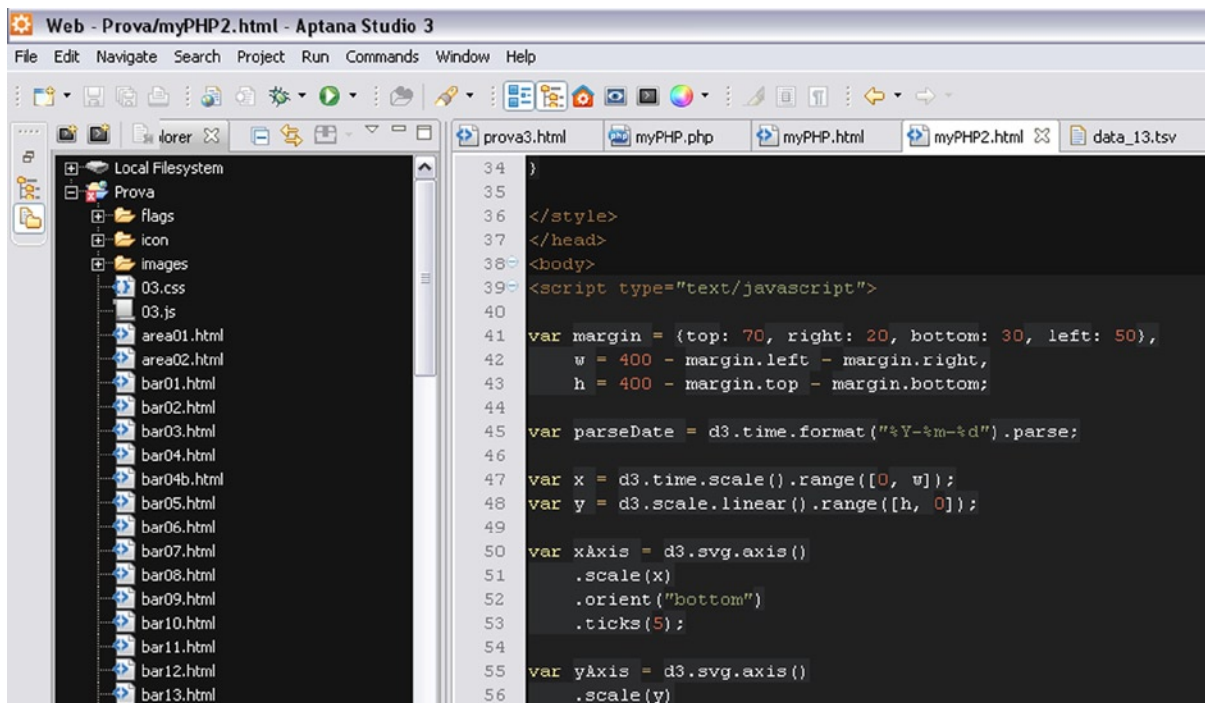 Web - Prova/myPHP2.html - Aptana Studio 3
File Edit Navigate Search Project Run Commands Window Help
prova3.html myPHP.php myPHP.html myPHP2.html data_13.tsv
Local Filesystem
Prova
flags
icon
images
03.css
03.js
area01.html
area02.html
bar01.html
bar02.html
bar03.html
bar04.html
bar04b.html
bar05.html
bar06.html
bar07.html
bar08.html
bar09.html
bar10.html
bar11.html
bar12.html
bar13.html
34 }
35
36 </style>
37 </head>
38 <body>
39 <script type="text/javascript">
40
41 var margin = {top: 70, right: 20, bottom: 30, left: 50},
42 w = 400 - margin.left - margin.right,
43 h = 400 - margin.top - margin.bottom;
44
45 var parseDate = d3.time.format("%Y-%m-%d").parse;
46
47 var x = d3.time.scale().range([0, w]);
48 var y = d3.scale.linear().range([h, 0]);
49
50 var xAxis = d3.svg.axis()
51 .scale(x)
52 .orient("bottom")
53 .ticks(5);
54
55 var yAxis = d3.svg.axis()
56 .scale(y)